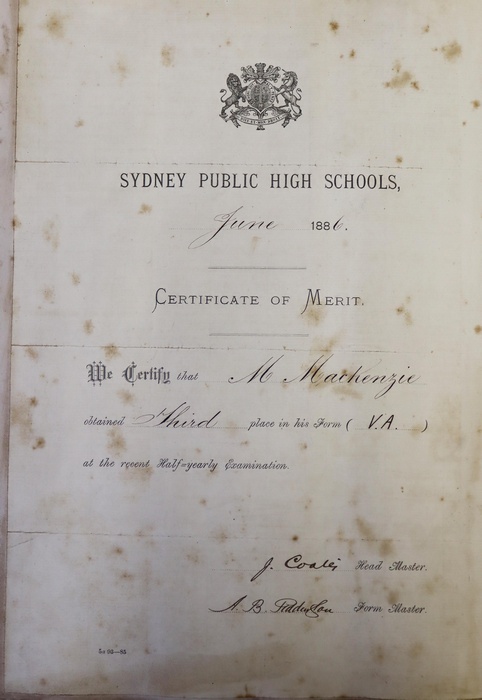 SYDNEY PUBLIC HIGH SCHOOLS,
June 1886.
CERTIFICATE OF MERIT.
We Certify that M Mackenzie
obtained Third place in his Form ( V.A. )
at the recent Half=yearly Examination.
J. Coates Head Master.
A. B. Form Master.